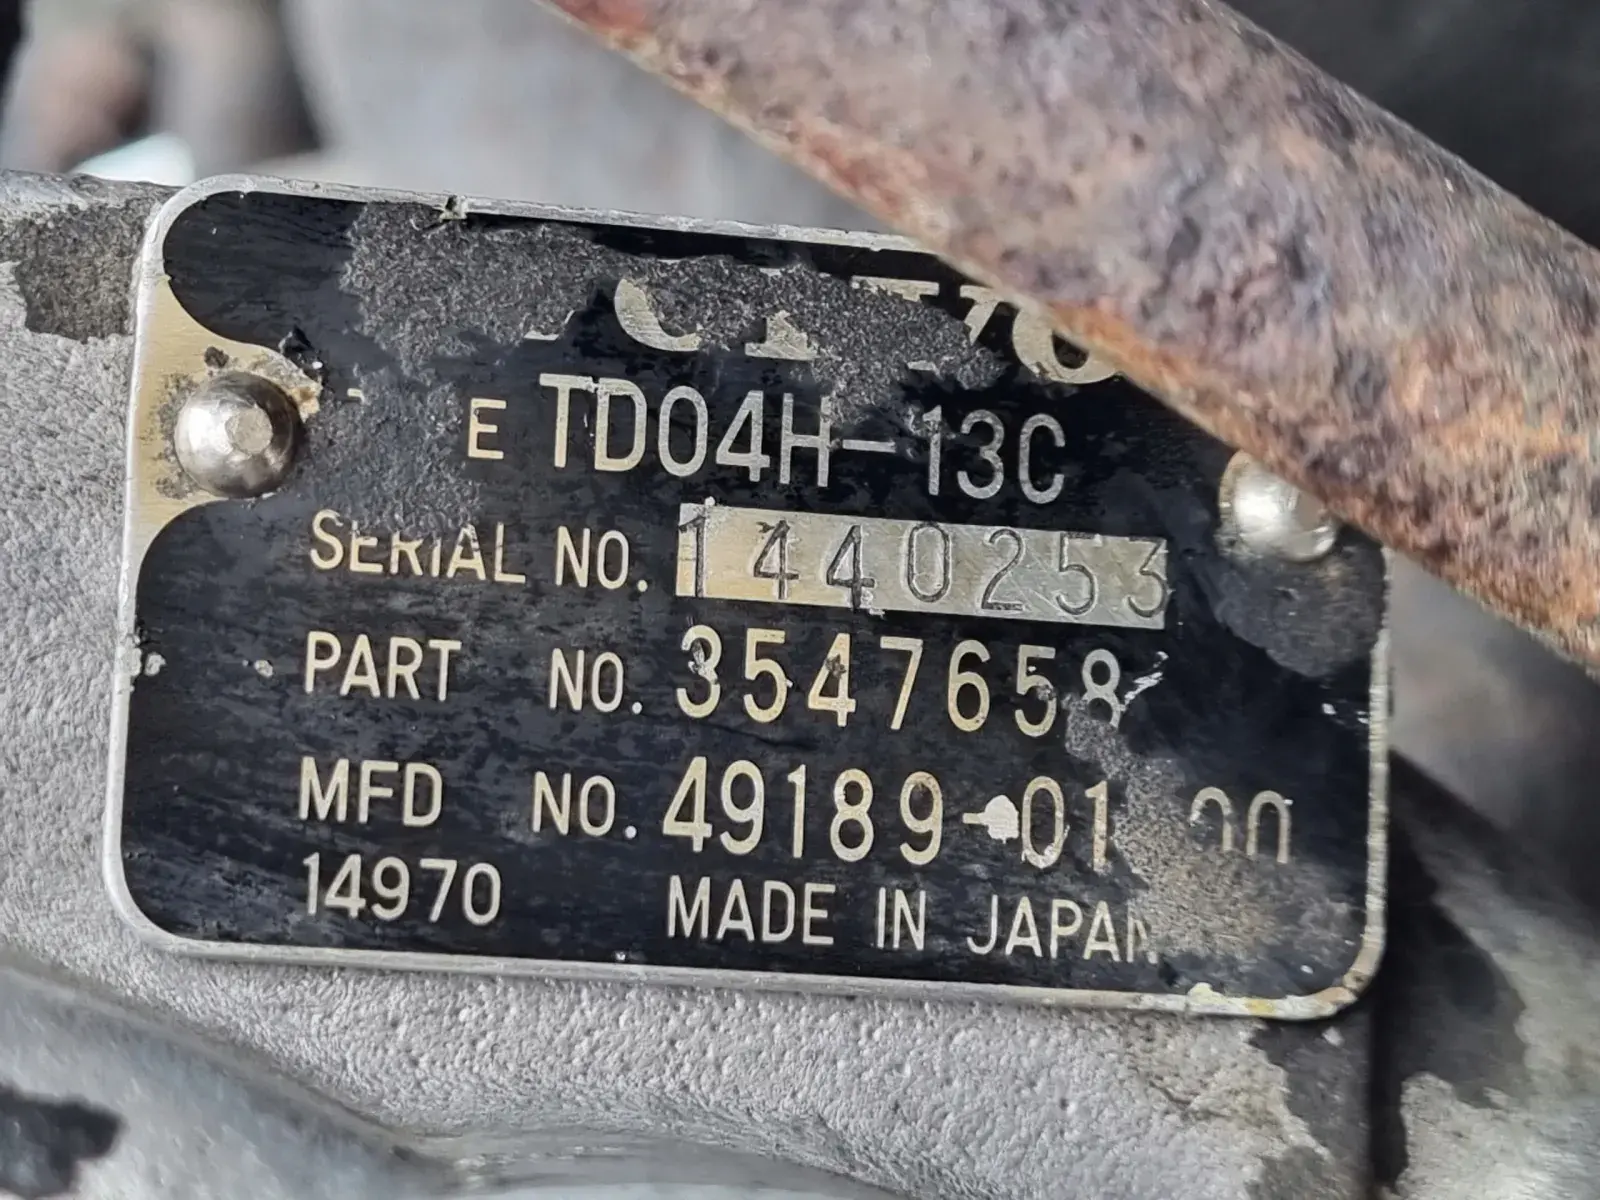 E TD04H-13C
SERIAL NO. 1440253
PART NO. 3547658
MFD NO. 49189-01
14970 MADE IN JAPAN